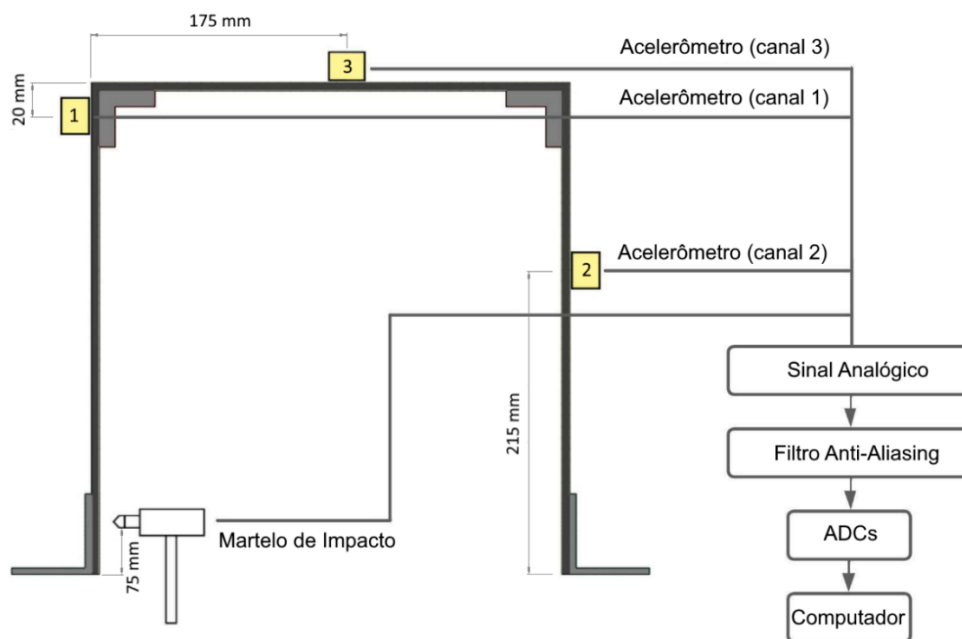 175 mm
3
Acelerômetro (canal 3)
20 mm
1
Acelerômetro (canal 1)
2
Acelerômetro (canal 2)
215 mm
Sinal Analógico
Filtro Anti-Aliasing
Martelo de Impacto
75 mm
ADCs
Computador